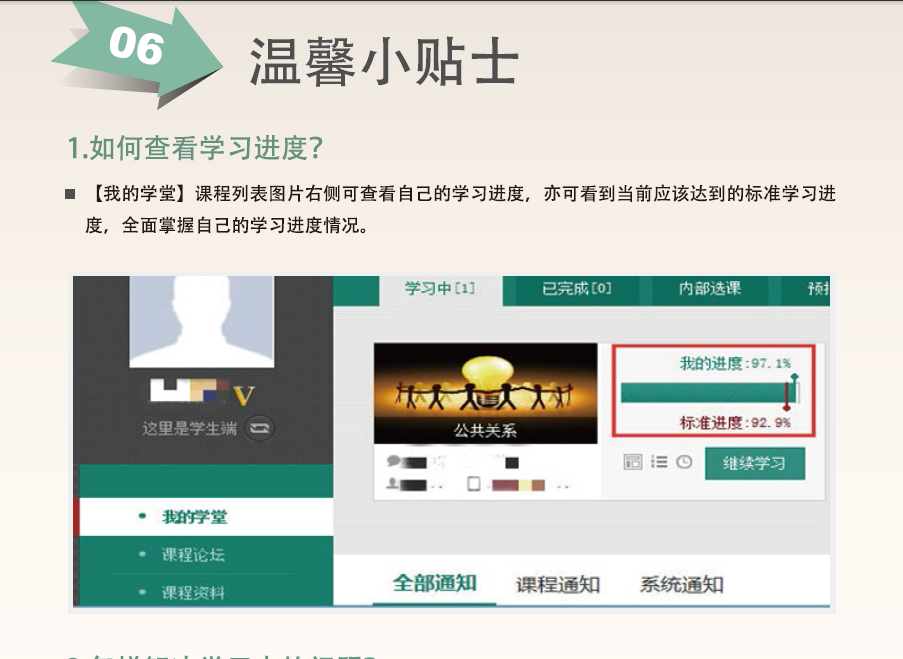 06
温馨小贴士
1.如何查看学习进度?
■ 【我的学堂】课程列表图片右侧可查看自己的学习进度，亦可看到当前应该达到的标准学习进
度，全面掌握自己的学习进度情况。
学习中[1]
已完成[0]
内部选课
V
这里是学生端
我的进度:97.1%
标准进度:92.9%
公共关系
继续学习
• 我的学堂
• 课程论坛
• 课程资料
全部通知
课程通知
系统通知